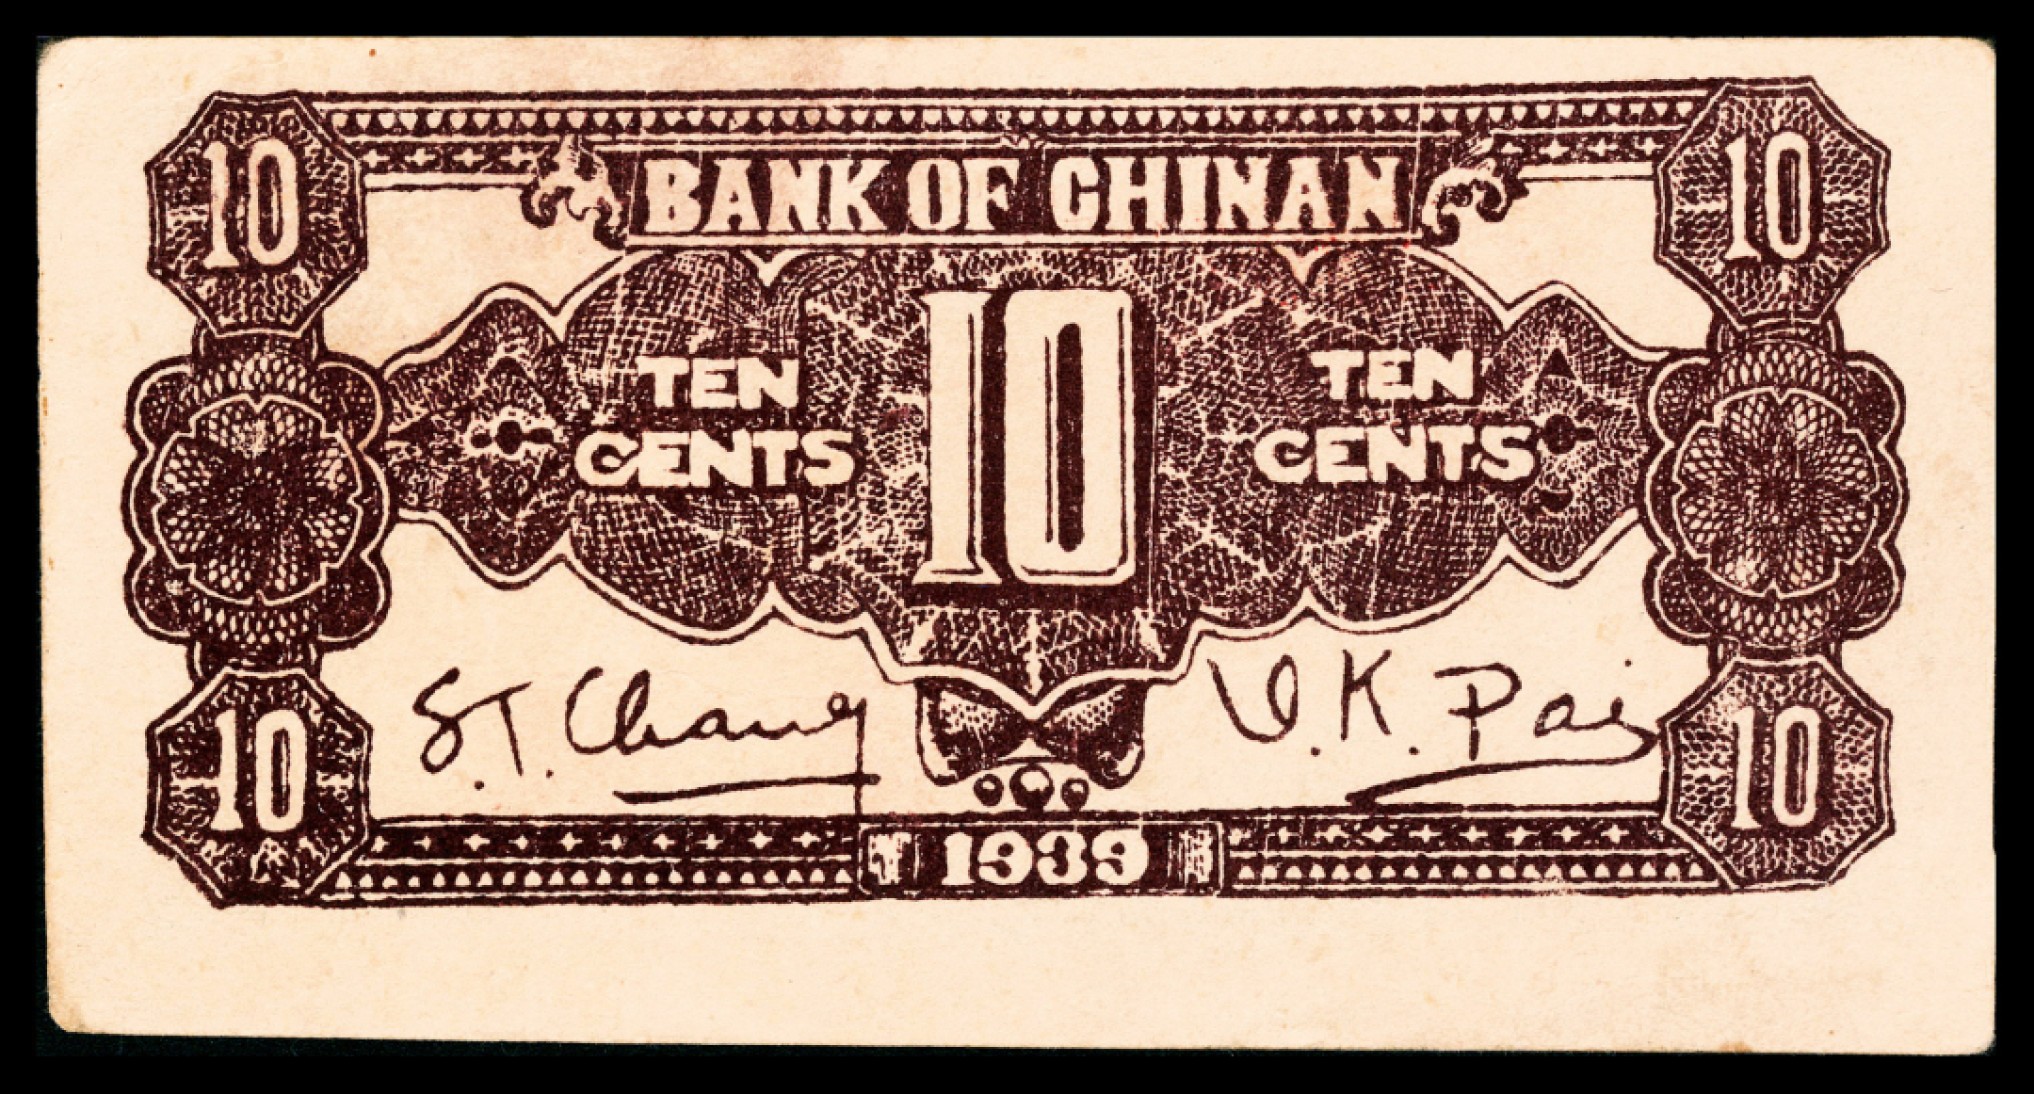 10
BANK OF CHINAN
10
TEN
CENTS
10
TEN
CENTS
S.T. Chang
V.K. Pai
10
1939
10